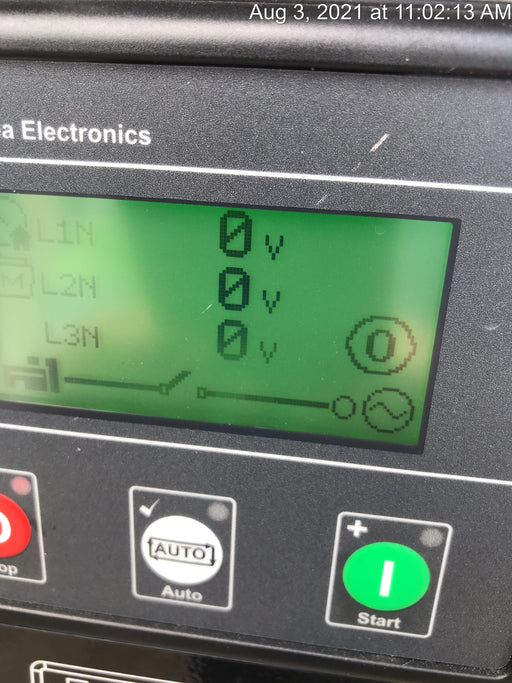 Aug 3, 2021 at 11:02:13 AM
a Electronics
L1N 0 V
L2N 0 V
L3N 0 V
0
AUTO
op Auto Start